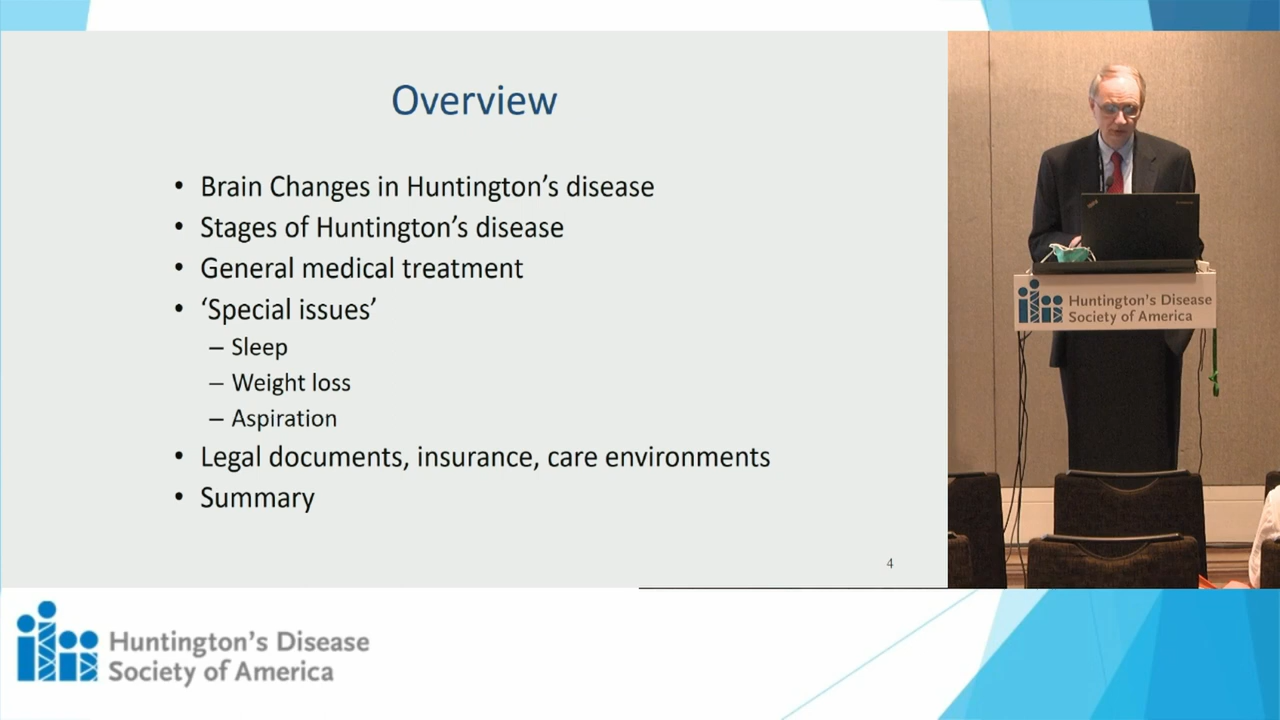 Overview
• Brain Changes in Huntington’s disease
• Stages of Huntington’s disease
• General medical treatment
• ‘Special issues’
– Sleep
– Weight loss
– Aspiration
• Legal documents, insurance, care environments
• Summary
4
Huntington's Disease
Society of America
Huntington's Disease
Society of America